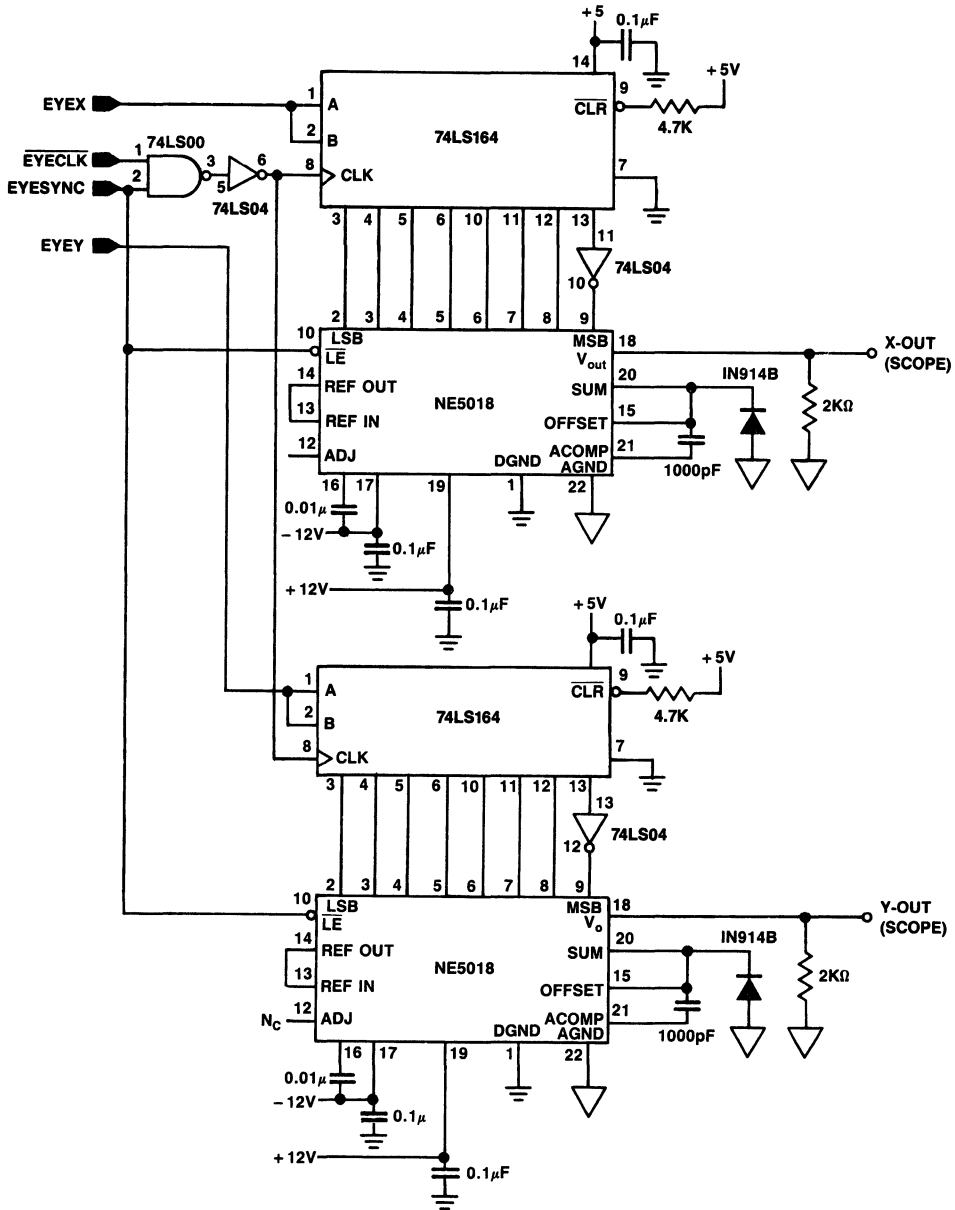 +5
0.1μF
14
EYEX
1
A
2
B
74LS164
CLR
9
+5V
4.7K
EYECLK
1
74LS00
3
6
8
CLK
7
EYESYNC
2
5
74LS04
3
4
5
6
10
11
12
13
11
EYEY
74LS04
10
2
3
4
5
6
7
8
9
10
LSB
MSB
18
X-OUT
(SCOPE)
LE
Vout
14
REF OUT
NE5018
SUM
20
IN914B
13
REF IN
OFFSET
15
2KΩ
12
ADJ
DGND
ACOMP
21
AGND
1000pF
16
17
19
1
22
0.01μ
−12V
0.1μF
+12V
0.1μF
+5V
0.1μF
1
A
CLR
9
+5V
2
B
74LS164
4.7K
8
CLK
7
3
4
5
6
10
11
12
13
13
74LS04
12
2
3
4
5
6
7
8
9
10
LSB
MSB
18
Y-OUT
(SCOPE)
LE
Vo
14
REF OUT
NE5018
SUM
20
IN914B
13
REF IN
OFFSET
15
2KΩ
NC
12
ADJ
DGND
ACOMP
21
AGND
1000pF
16
17
19
1
22
0.01μ
−12V
0.1μ
+12V
0.1μF